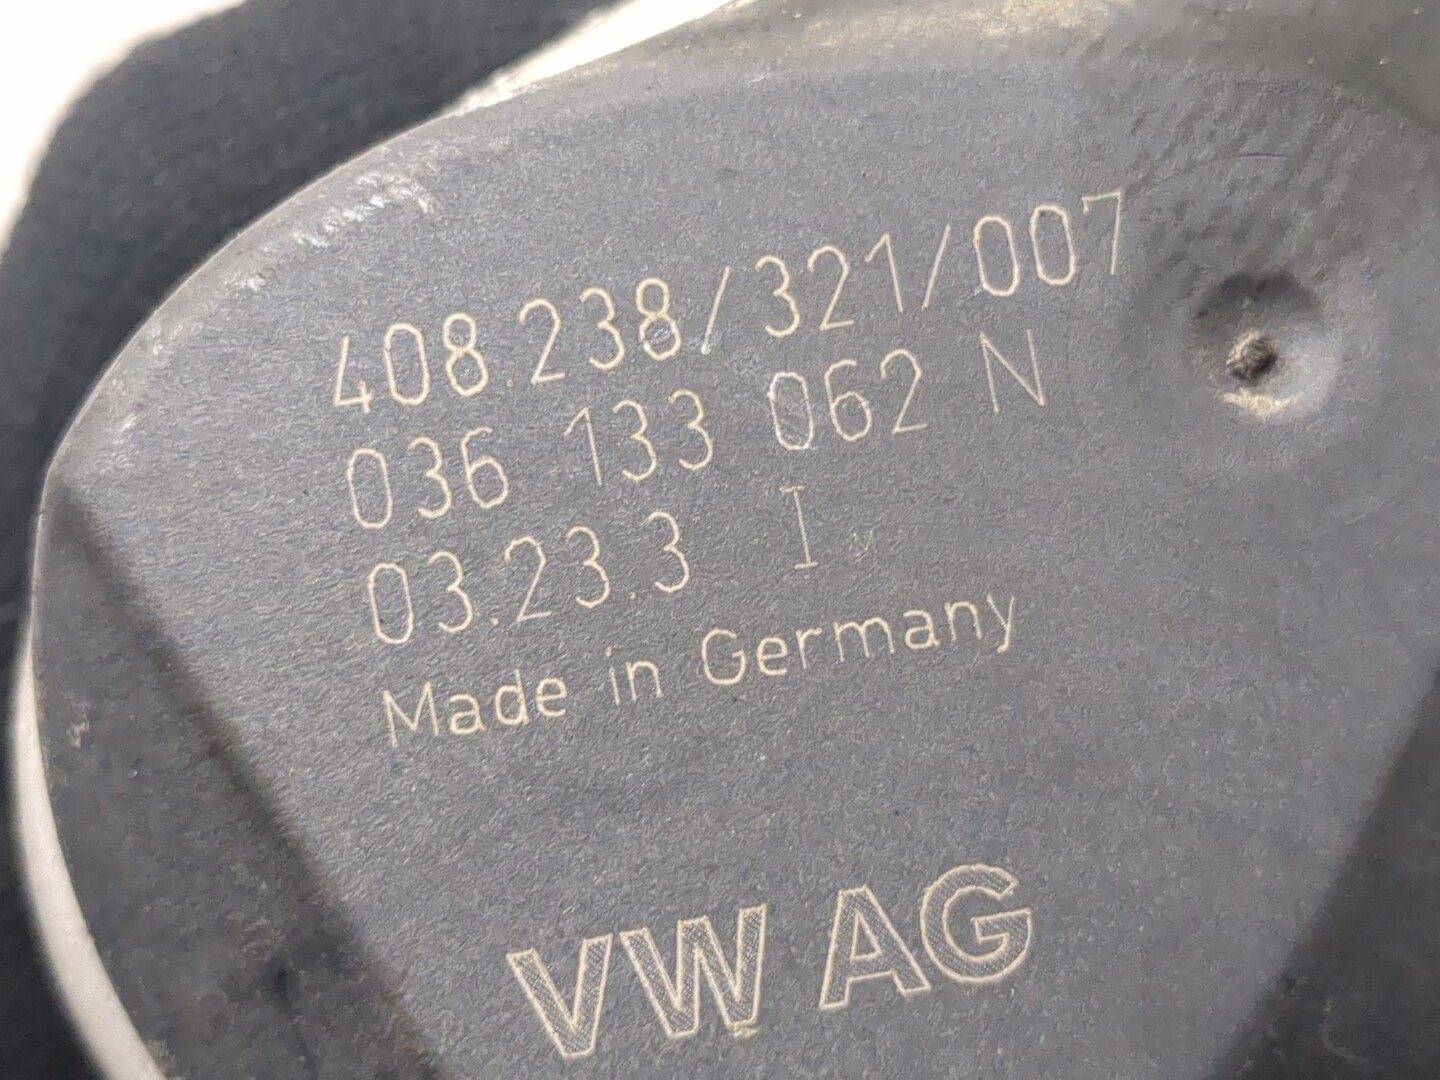 408.238/321/007
036 133 062 N
03.23.3 I
Made in Germany
VW AG